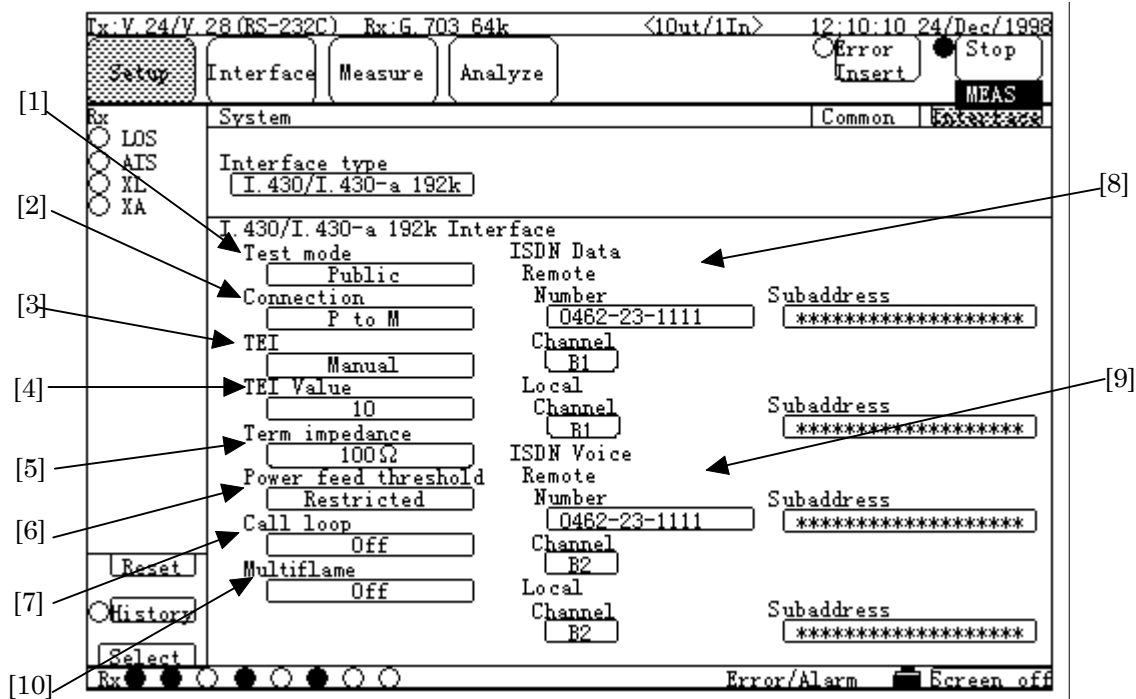 Tx:V.24/V.28(RS-232C) Rx:G.703 64k <1Out/1In> 12:10:10 24/Dec/1998
Setup Interface Measure Analyze Error Insert Stop
MEAS
Rx
LOS
AIS
XL
XA
System Common Interface
Interface type
I.430/I.430-a 192k
I.430/I.430-a 192k Interface
Test mode
Public
Connection
P to M
TEI
Manual
TEI Value
10
Term impedance
100Ω
Power feed threshold
Restricted
Call loop
Off
Multiflame
Off
ISDN Data
Remote
Number Subaddress
0462-23-1111 *******************
Channel
B1
Local
Channel Subaddress
B1 *******************
ISDN Voice
Remote
Number Subaddress
0462-23-1111 *******************
Channel
B2
Local
Channel Subaddress
B2 *******************
Reset
History
Select
Rx Error/Alarm Screen off
[1]
[2]
[3]
[4]
[5]
[6]
[7]
[10]
[8]
[9]